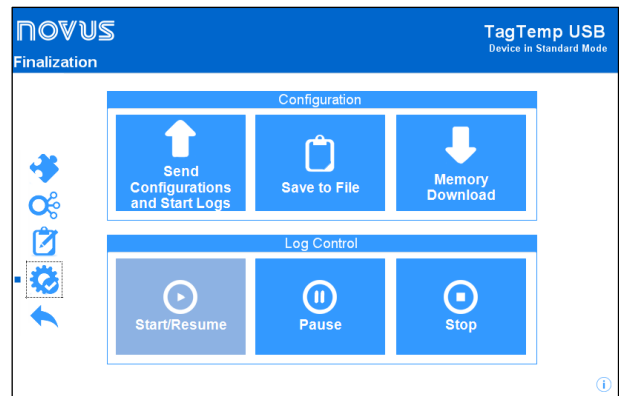 NOVUS
TagTemp USB
Device in Standard Mode
Finalization
Configuration
Send
Configurations
and Start Logs
Save to File
Memory
Download
Log Control
Start/Resume
Pause
Stop
i